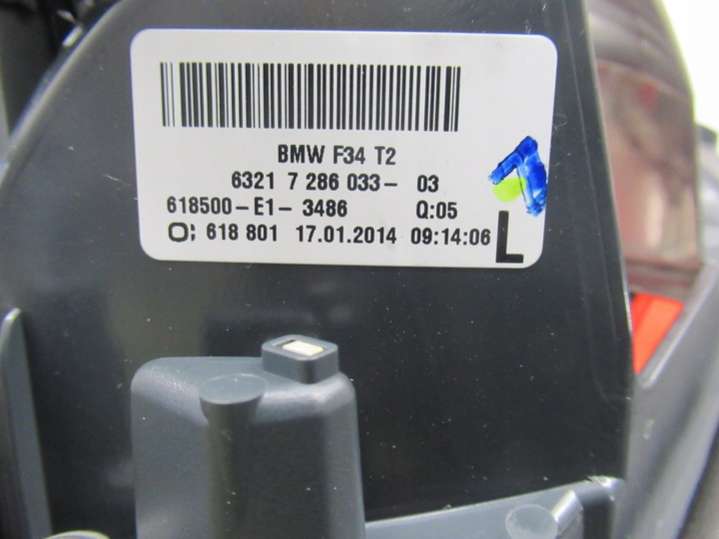 BMW F34 T2
6321 7 286 033- 03
618500-E1- 3486 Q:05
O; 618 801 17.01.2014 09:14:06
L
1